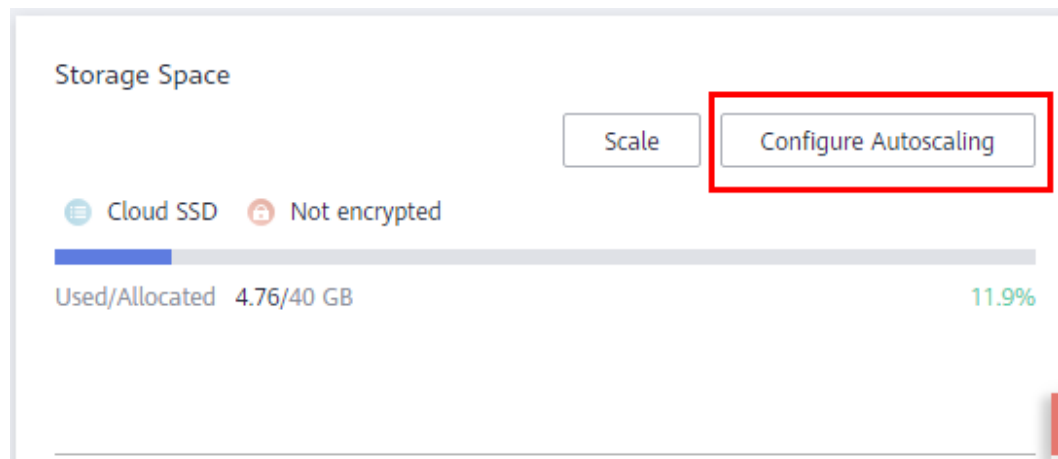 Storage Space
Scale Configure Autoscaling
Cloud SSD Not encrypted
Used/Allocated 4.76/40 GB 11.9%